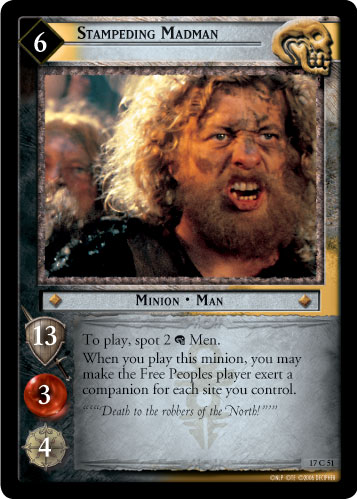 6
STAMPEDING MADMAN
MINION • MAN
13
3
4
To play, spot 2 Men.
When you play this minion, you may
make the Free Peoples player exert a
companion for each site you control.
"“‘Death to the robbers of the North!’”"
17 C 51